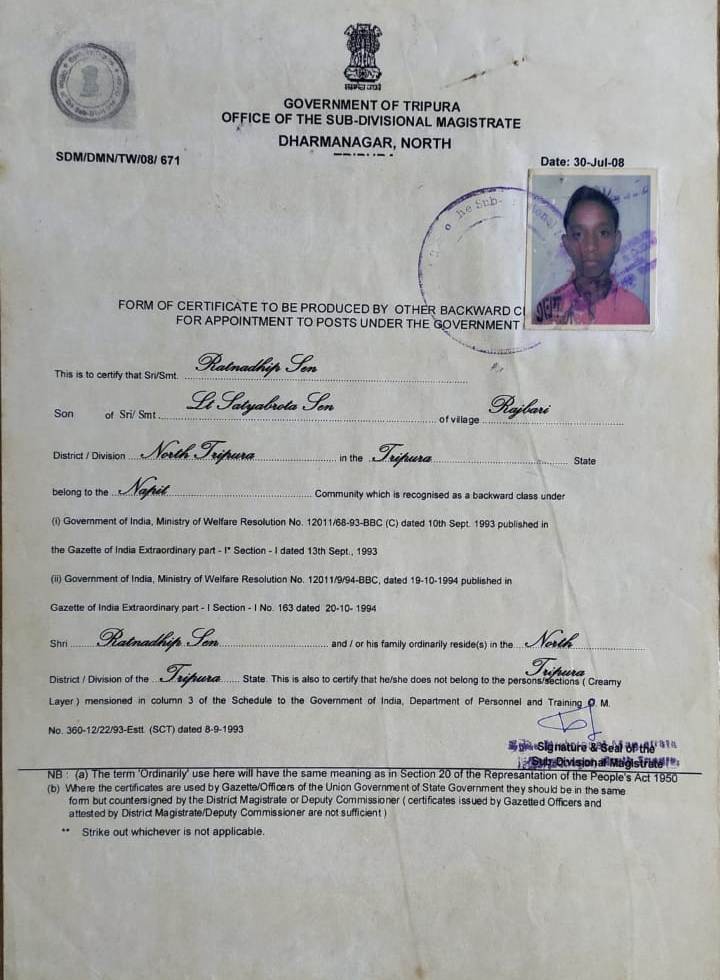 GOVERNMENT OF TRIPURA
OFFICE OF THE SUB-DIVISIONAL MAGISTRATE
DHARMANAGAR, NORTH
SDM/DMN/TW/08/ 671
Date: 30-Jul-08
he Sub-
FORM OF CERTIFICATE TO BE PRODUCED BY OTHER BACKWARD
FOR APPOINTMENT TO POSTS UNDER THE GOVERNMENT
This is to certify that Sri/Smt. Ratnadhip Sen
Son of Sri/ Smt Lt Satyabrota Sen of village Rajbari
District / Division North Tripura in the Tripura State
belong to the Napit Community which is recognised as a backward class under
(i) Government of India, Ministry of Welfare Resolution No. 12011/68-93-BBC (C) dated 10th Sept. 1993 published in
the Gazette of India Extraordinary part - I* Section - I dated 13th Sept., 1993
(ii) Government of India, Ministry of Welfare Resolution No. 12011/9/94-BBC, dated 19-10-1994 published in
Gazette of India Extraordinary part - I Section - I No. 163 dated 20-10- 1994
Shri Ratnadhip Sen and / or his family ordinarily reside(s) in the North Tripura
District / Division of the Tripura State. This is also to certify that he/she does not belong to the persons/sections ( Creamy
Layer ) mentioned in column 3 of the Schedule to the Government of India, Department of Personnel and Training O. M.
No. 360-12/22/93-Estt. (SCT) dated 8-9-1993
Signature & Seal of the
Sub-Divisional Magistrate
NB : (a) The term 'Ordinarily' use here will have the same meaning as in Section 20 of the Represantation of the People's Act 1950
(b) Where the certificates are used by Gazette/Officers of the Union Government of State Government they should be in the same
form but countersigned by the District Magistrate or Deputy Commissioner ( certificates issued by Gazetted Officers and
attested by District Magistrate/Deputy Commissioner are not sufficient )
** Strike out whichever is not applicable.